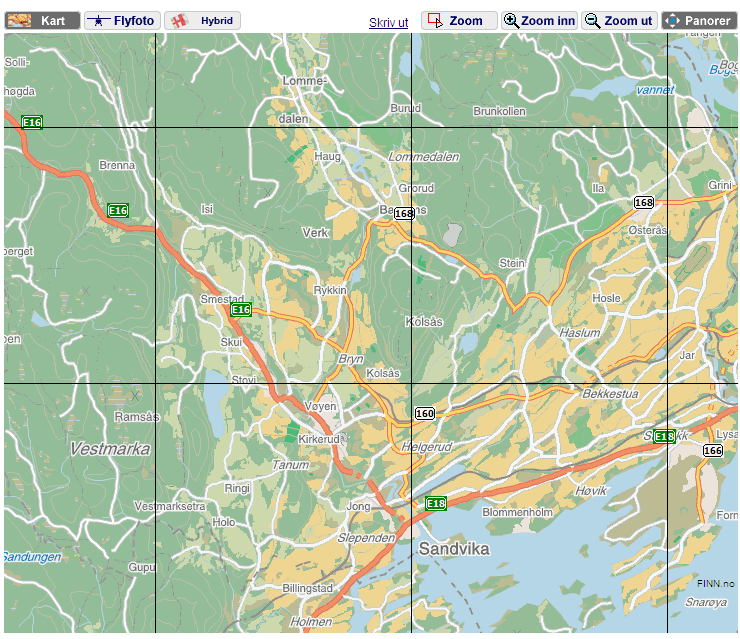 Kart Flyfoto Hybrid Skriv ut Zoom Zoom inn Zoom ut Panorer
Solli-
høgda
Lomme-
dalen
vannet
E16
Burud
Brunkollen
Haug
Lommedalen
Brenna
Grorud
Ila
Grini
E16
Isi
168
168
Verk
Østerås
berget
Stein
Rykkin
Smestad
Hosle
E16
Kolsås
Haslum
Skui
Bryn
Jar
Kolsås
Stovi
Bekkestua
Vøyen
160
Ramsås
Kirkerud
E18
Lysa
Vestmarka
Helgerud
166
Tanum
Ringi
Høvik
Vestmarksetra
Jong
E18
Blommenholm
Forn
Holo
Slependen
Sandvika
Sandungen
Gupu
Billingstad
FINN.no
Snarøya
Holmen